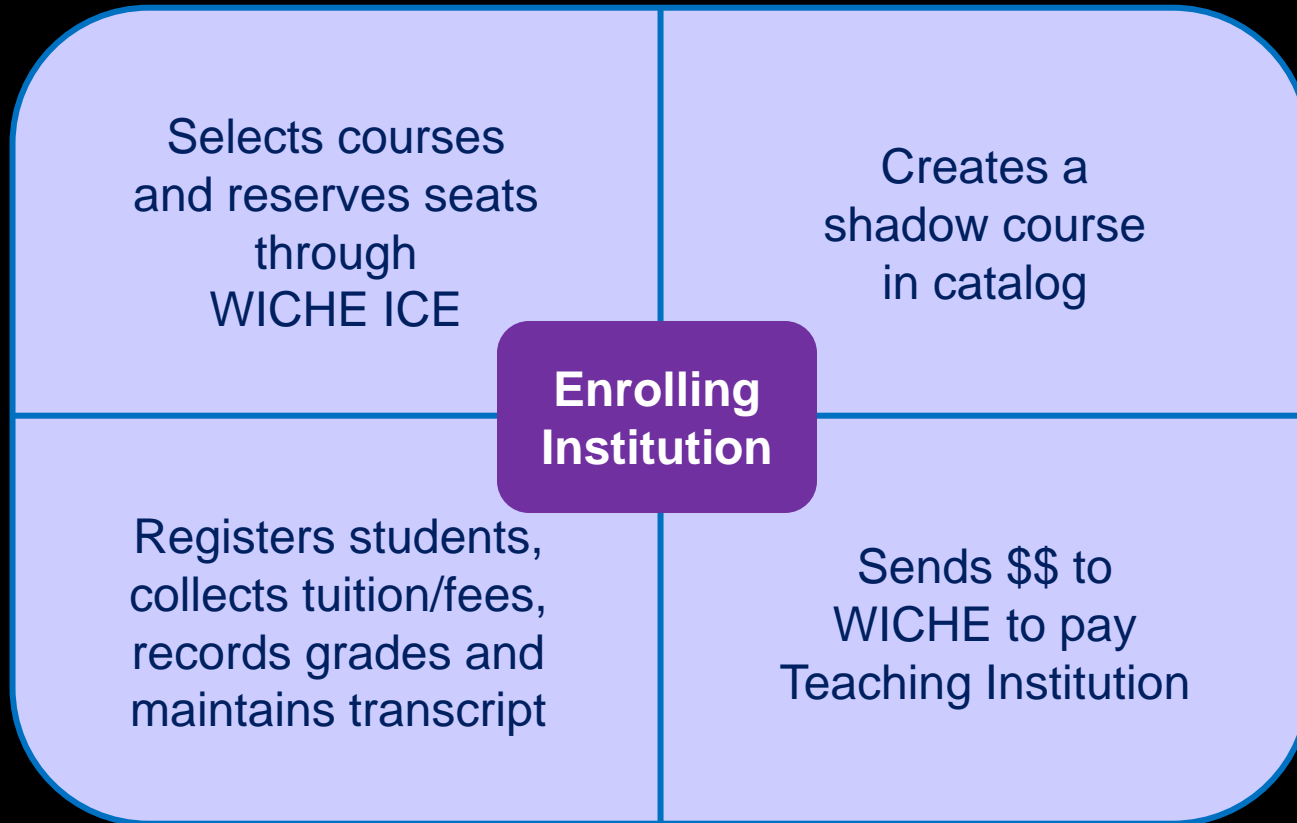 Selects courses
and reserves seats
through
WICHE ICE
Creates a
shadow course
in catalog
Enrolling
Institution
Registers students,
collects tuition/fees,
records grades and
maintains transcript
Sends $$ to
WICHE to pay
Teaching Institution